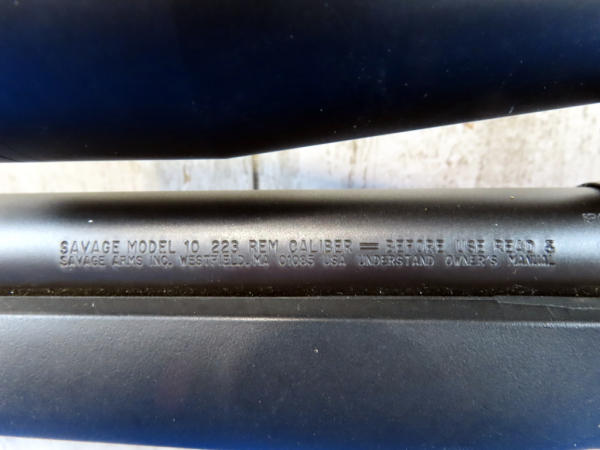 SAVAGE MODEL 10 223 REM CALIBER = BEFORE USE READ &
SAVAGE ARMS INC. WESTFIELD, MA 01085 USA UNDERSTAND OWNER'S MANUAL